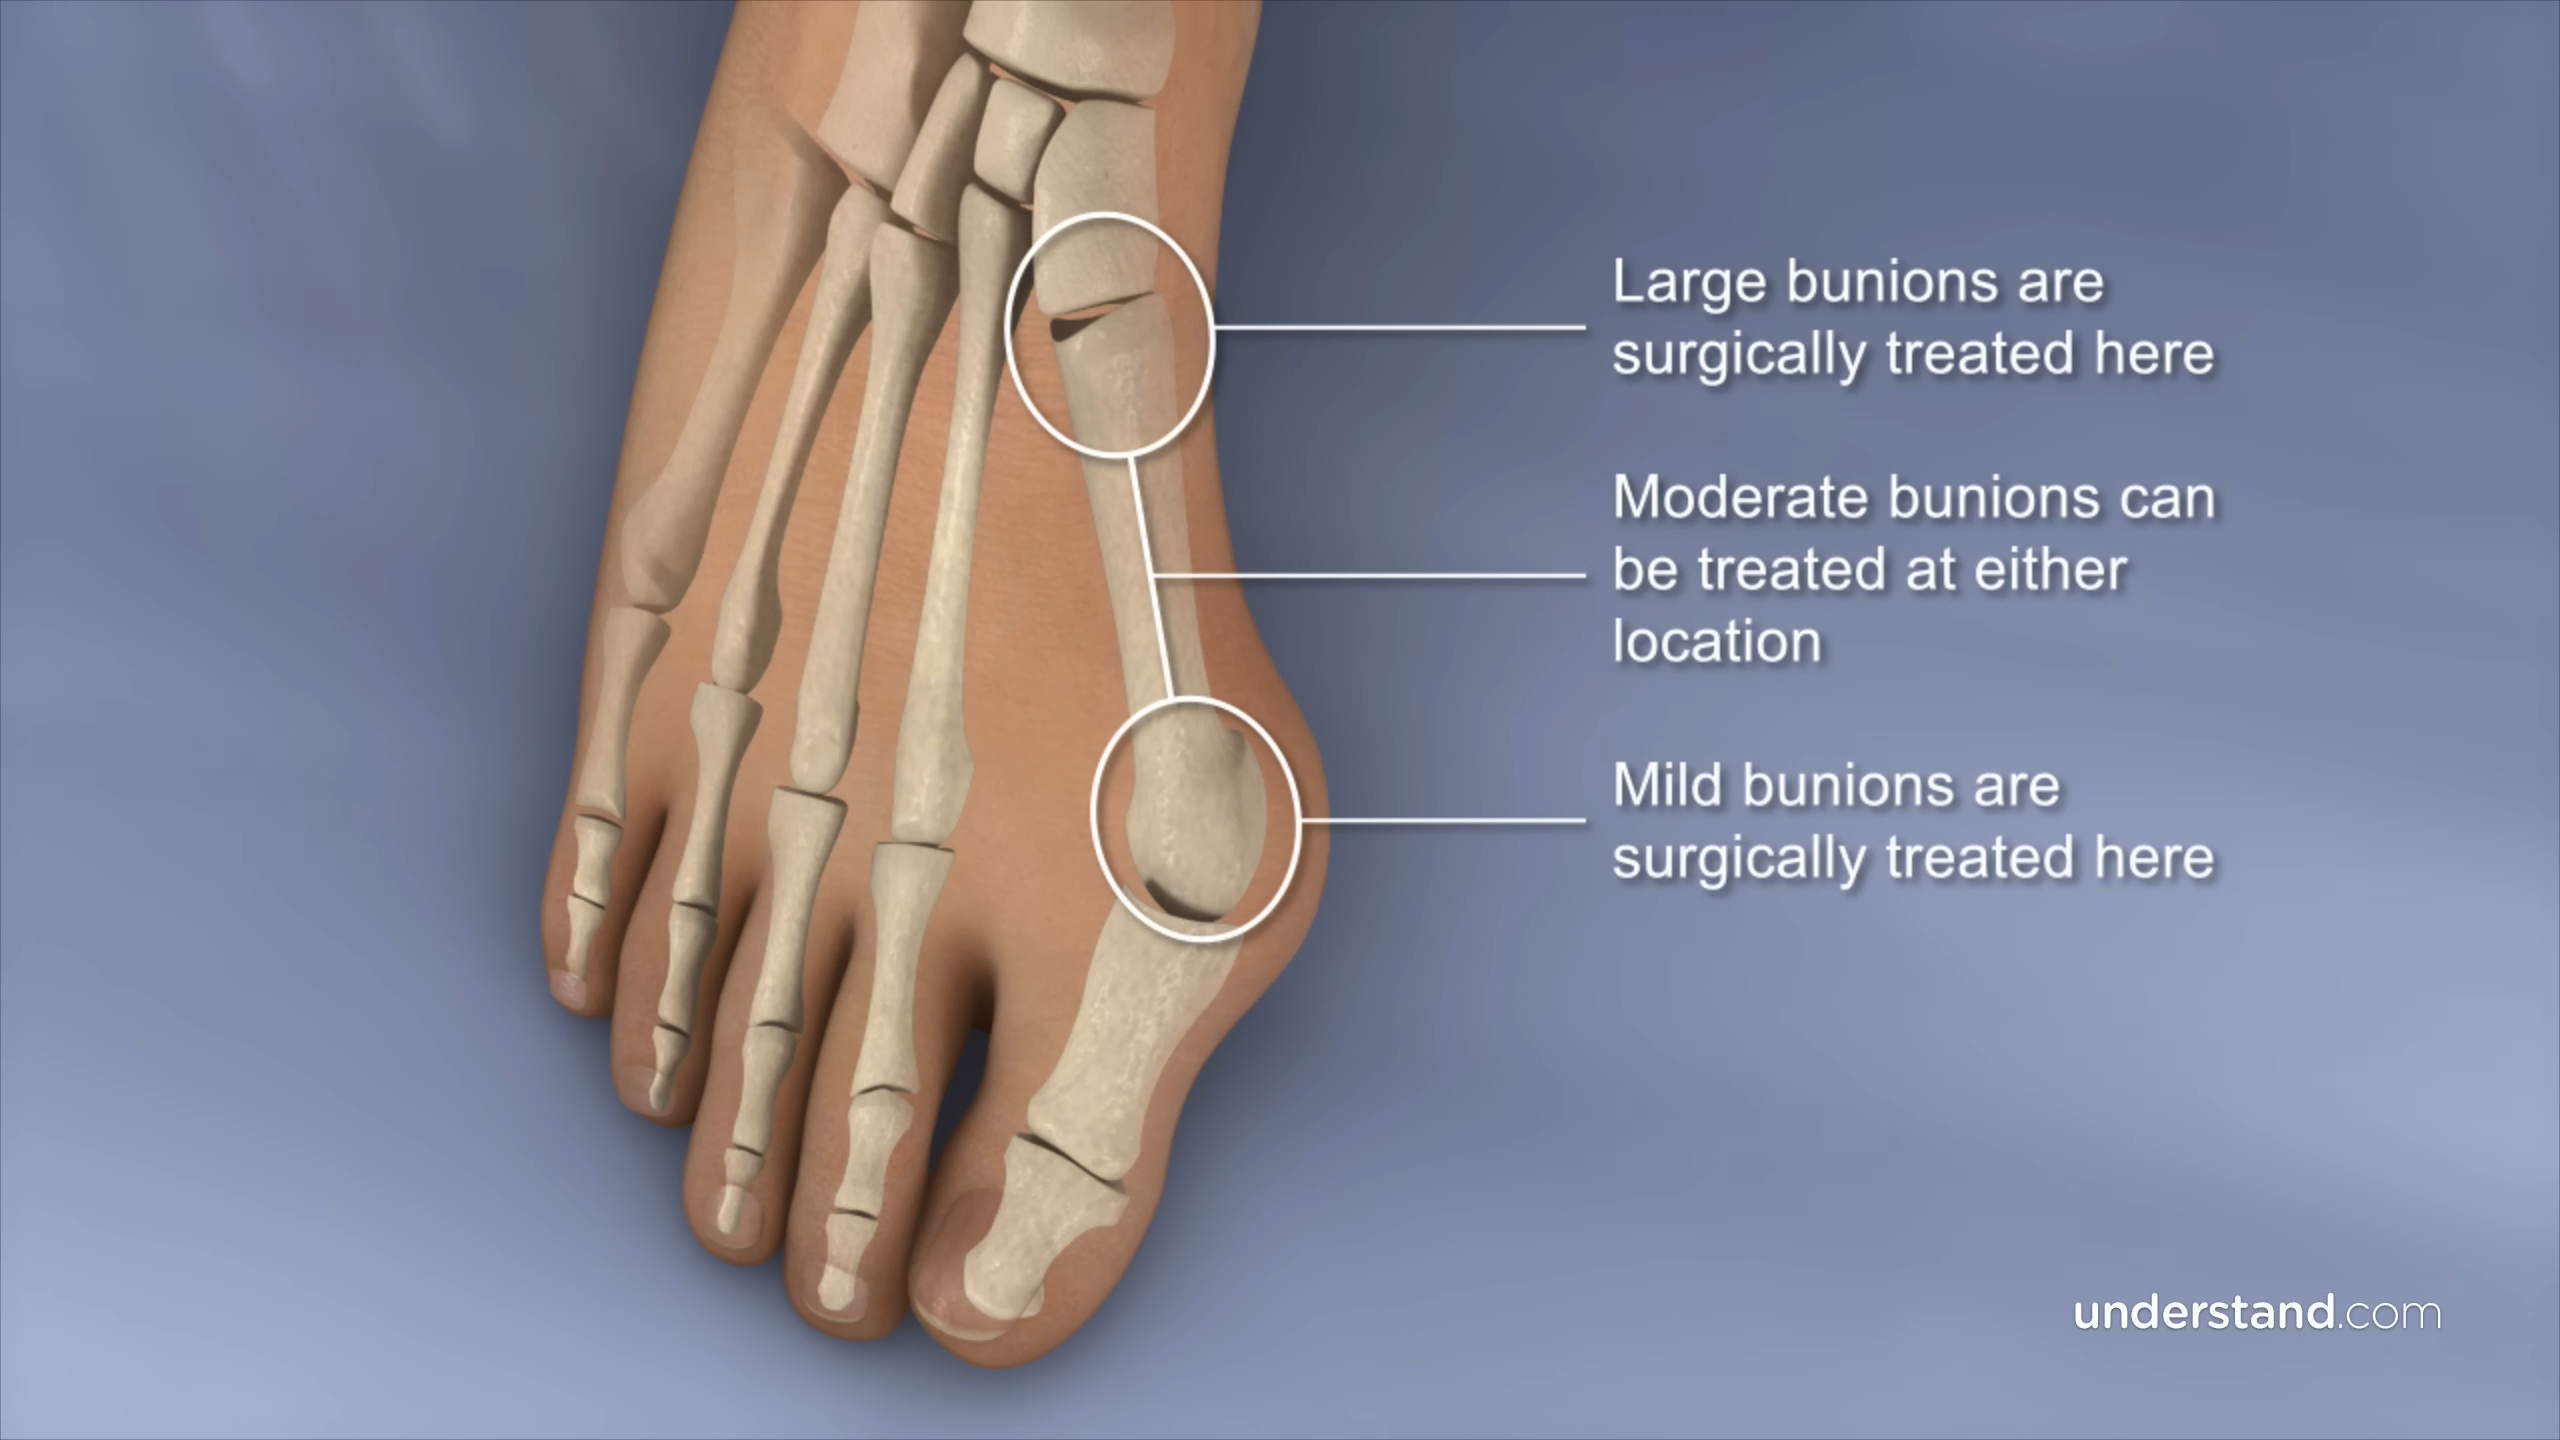 Large bunions are
surgically treated here
Moderate bunions can
be treated at either
location
Mild bunions are
surgically treated here
understand.com